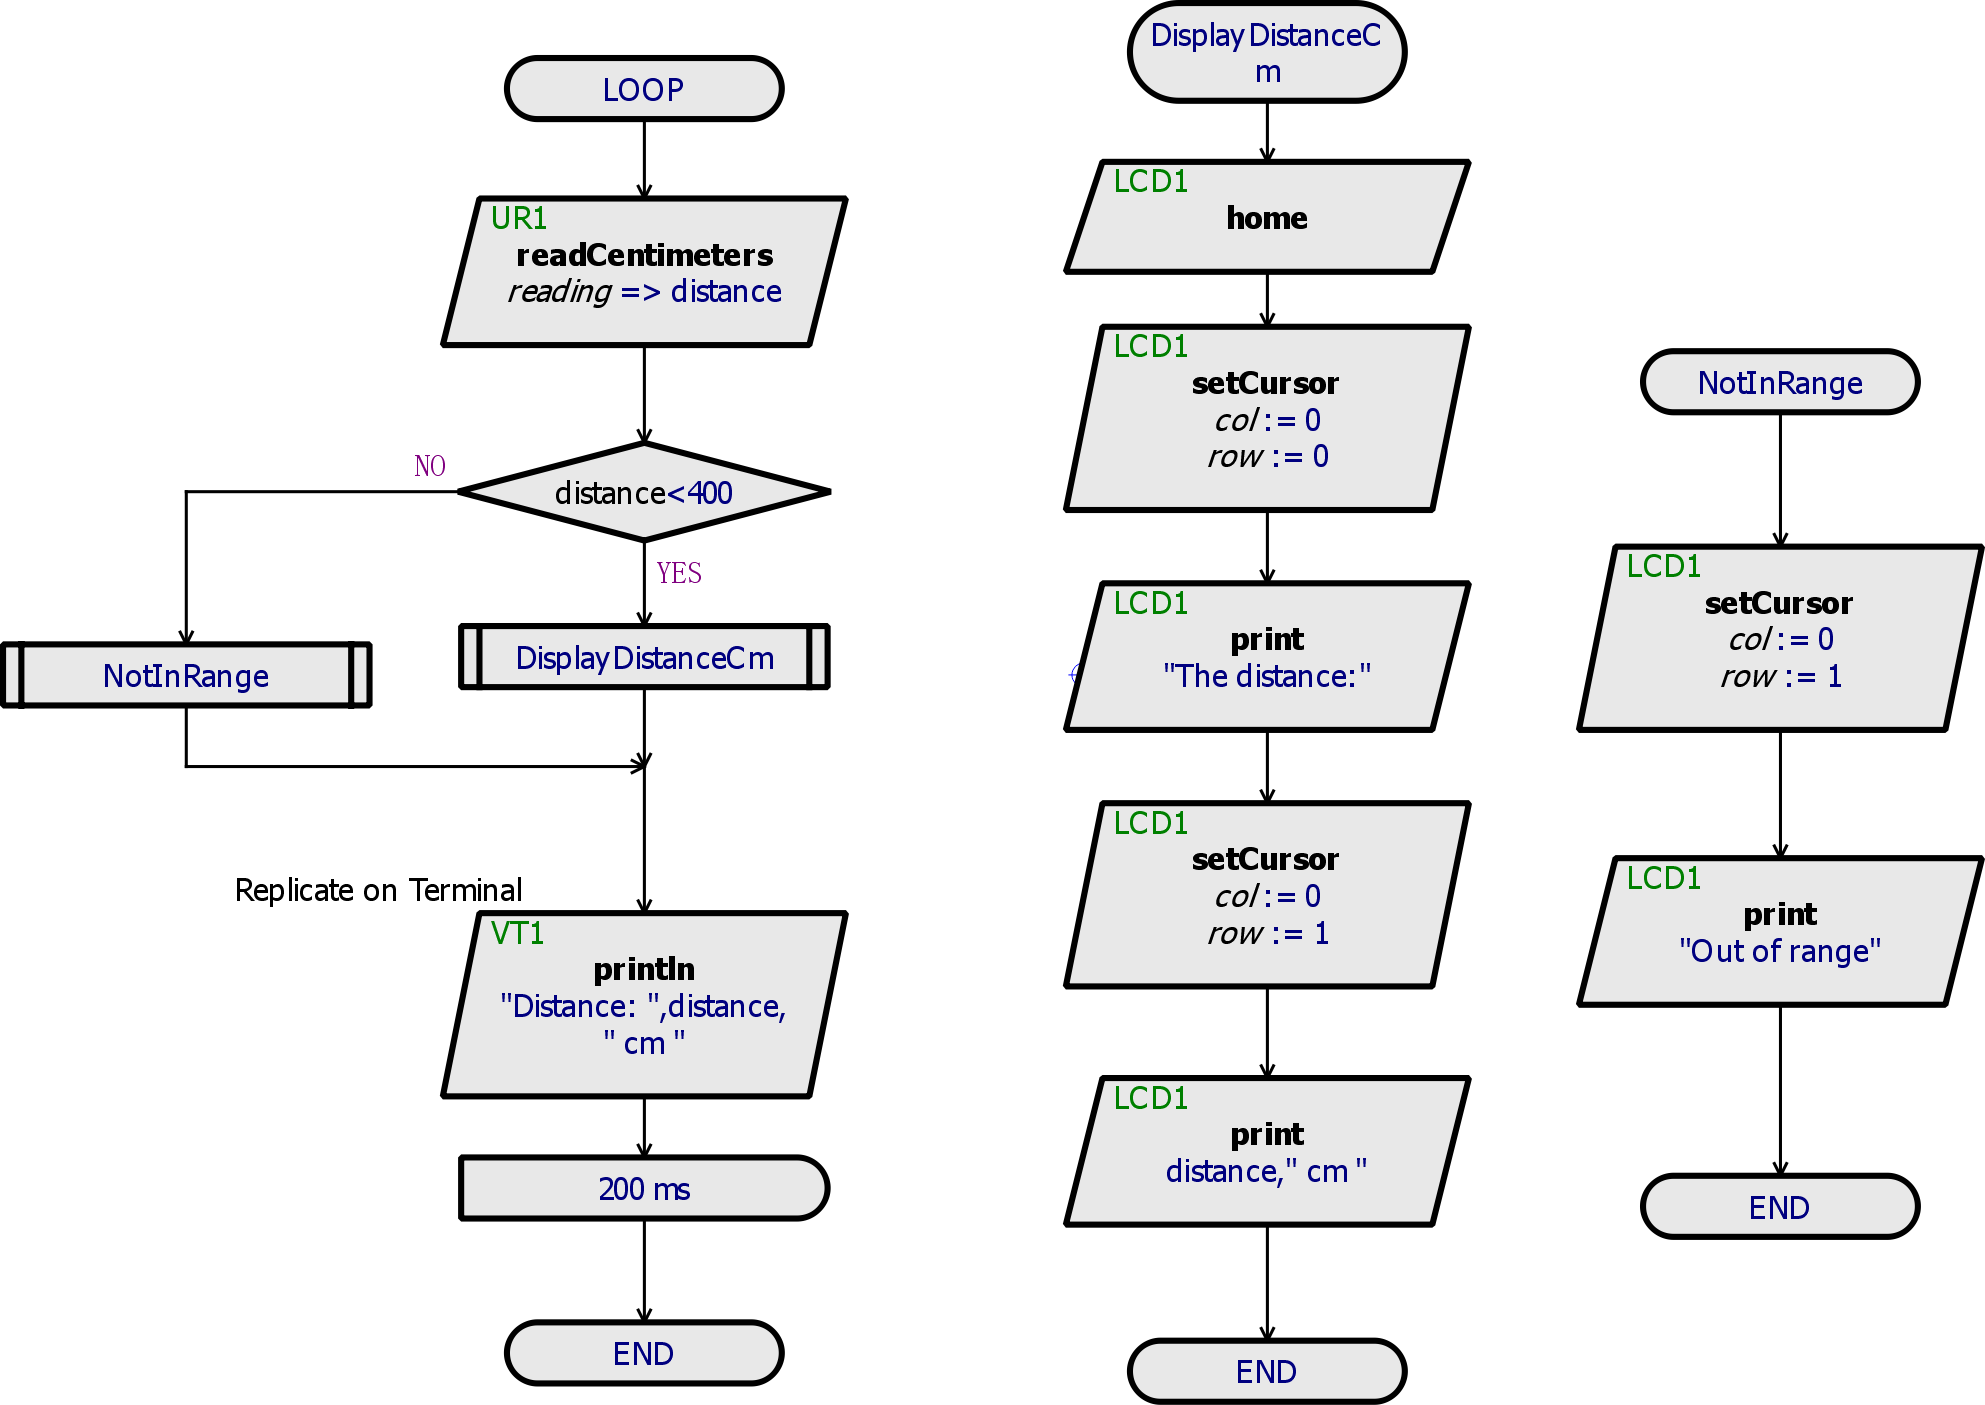 LOOP
UR1
readCentimeters
reading => distance
NO
distance<400
YES
NotInRange
DisplayDistanceCm
Replicate on Terminal
VT1
println
"Distance: ",distance,
" cm "
200 ms
END
DisplayDistanceC
m
LCD1
home
LCD1
setCursor
col := 0
row := 0
LCD1
print
"The distance:"
LCD1
setCursor
col := 0
row := 1
LCD1
print
distance," cm "
END
NotInRange
LCD1
setCursor
col := 0
row := 1
LCD1
print
"Out of range"
END